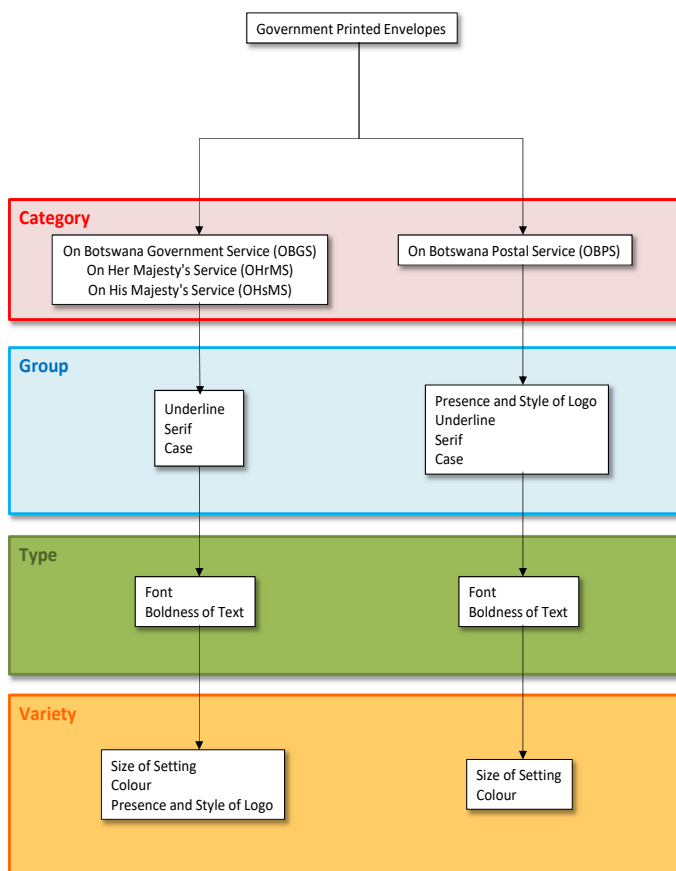 Government Printed Envelopes
Category
On Botswana Government Service (OBGS)
On Her Majesty's Service (OHrMS)
On His Majesty's Service (OHsMS)
On Botswana Postal Service (OBPS)
Group
Underline
Serif
Case
Presence and Style of Logo
Underline
Serif
Case
Type
Font
Boldness of Text
Font
Boldness of Text
Variety
Size of Setting
Colour
Presence and Style of Logo
Size of Setting
Colour